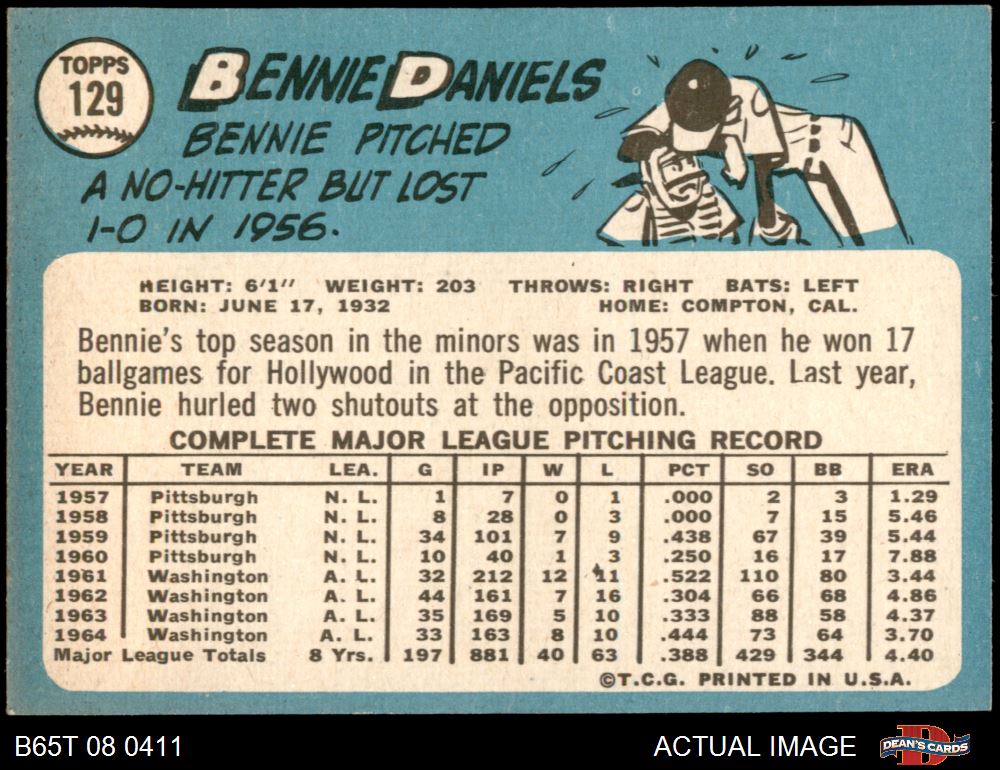 TOPPS
129
BENNIE DANIELS
BENNIE PITCHED
A NO-HITTER BUT LOST
1-0 IN 1956.
HEIGHT: 6'1" WEIGHT: 203 THROWS: RIGHT BATS: LEFT
BORN: JUNE 17, 1932 HOME: COMPTON, CAL.
Bennie's top season in the minors was in 1957 when he won 17
ballgames for Hollywood in the Pacific Coast League. Last year,
Bennie hurled two shutouts at the opposition.
COMPLETE MAJOR LEAGUE PITCHING RECORD
YEAR TEAM LEA. G IP W L PCT SO BB ERA
1957 Pittsburgh N. L. 1 7 0 1 .000 2 3 1.29
1958 Pittsburgh N. L. 8 28 0 3 .000 7 15 5.46
1959 Pittsburgh N. L. 34 101 7 9 .438 67 39 5.44
1960 Pittsburgh N. L. 10 40 1 3 .250 16 17 7.88
1961 Washington A. L. 32 212 12 11 .522 110 80 3.44
1962 Washington A. L. 44 161 7 16 .304 66 68 4.86
1963 Washington A. L. 35 169 5 10 .333 88 58 4.37
1964 Washington A. L. 33 163 8 10 .444 73 64 3.70
Major League Totals 8 Yrs. 197 881 40 63 .388 429 344 4.40
©T.C.G. PRINTED IN U.S.A.
B65T 08 0411 ACTUAL IMAGE DEAN'S CARDS